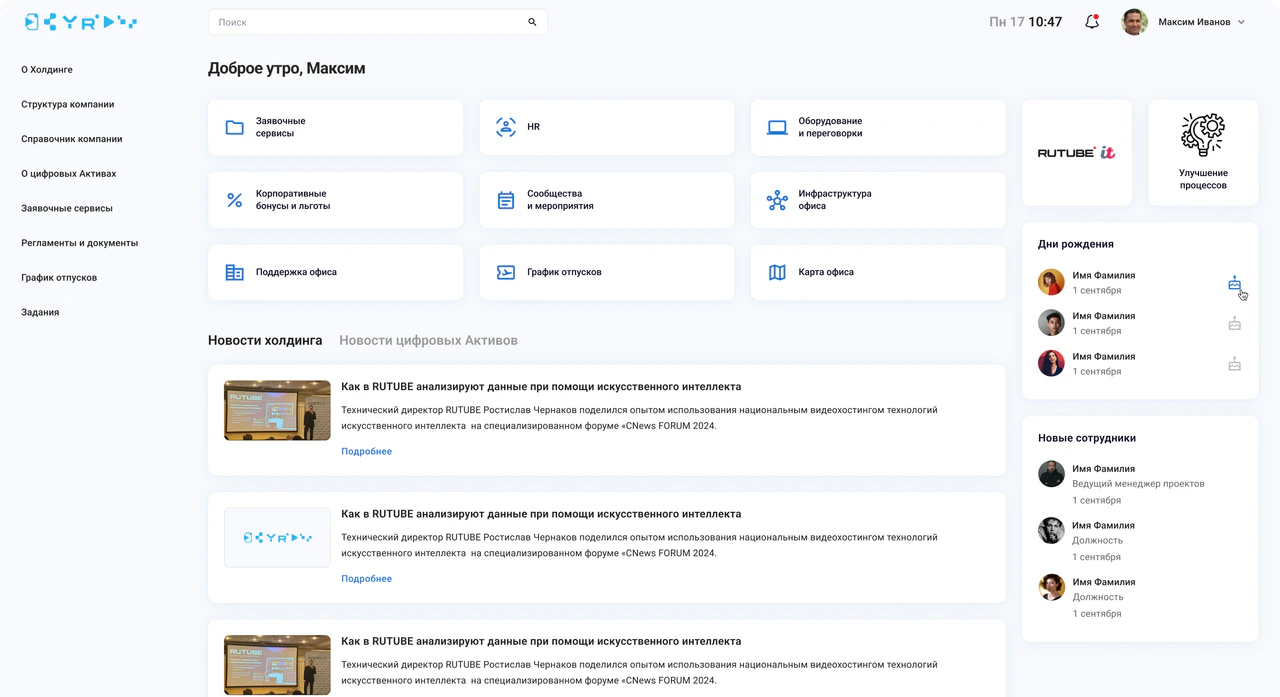 Поиск
Пн 17 10:47
Максим Иванов
О Холдинге
Структура компании
Справочник компании
О цифровых Активах
Заявочные сервисы
Регламенты и документы
График отпусков
Задания
Доброе утро, Максим
Заявочные
сервисы
HR
Оборудование
и переговорки
Корпоративные
бонусы и льготы
Сообщества
и мероприятия
Инфраструктура
офиса
Поддержка офиса
График отпусков
Карта офиса
RUTUBE it
Улучшение
процессов
Новости холдинга
Новости цифровых Активов
RUTUBE
Как в RUTUBE анализируют данные при помощи искусственного интеллекта
Технический директор RUTUBE Ростислав Чернаков поделился опытом использования национальным видеохостингом технологий
искусственного интеллекта на специализированном форуме «CNews FORUM 2024.
Подробнее
Как в RUTUBE анализируют данные при помощи искусственного интеллекта
Технический директор RUTUBE Ростислав Чернаков поделился опытом использования национальным видеохостингом технологий
искусственного интеллекта на специализированном форуме «CNews FORUM 2024.
Подробнее
RUTUBE
Как в RUTUBE анализируют данные при помощи искусственного интеллекта
Технический директор RUTUBE Ростислав Чернаков поделился опытом использования национальным видеохостингом технологий
искусственного интеллекта на специализированном форуме «CNews FORUM 2024.
Дни рождения
Имя Фамилия
1 сентября
Имя Фамилия
1 сентября
Имя Фамилия
1 сентября
Новые сотрудники
Имя Фамилия
Ведущий менеджер проектов
1 сентября
Имя Фамилия
Должность
1 сентября
Имя Фамилия
Должность
1 сентября